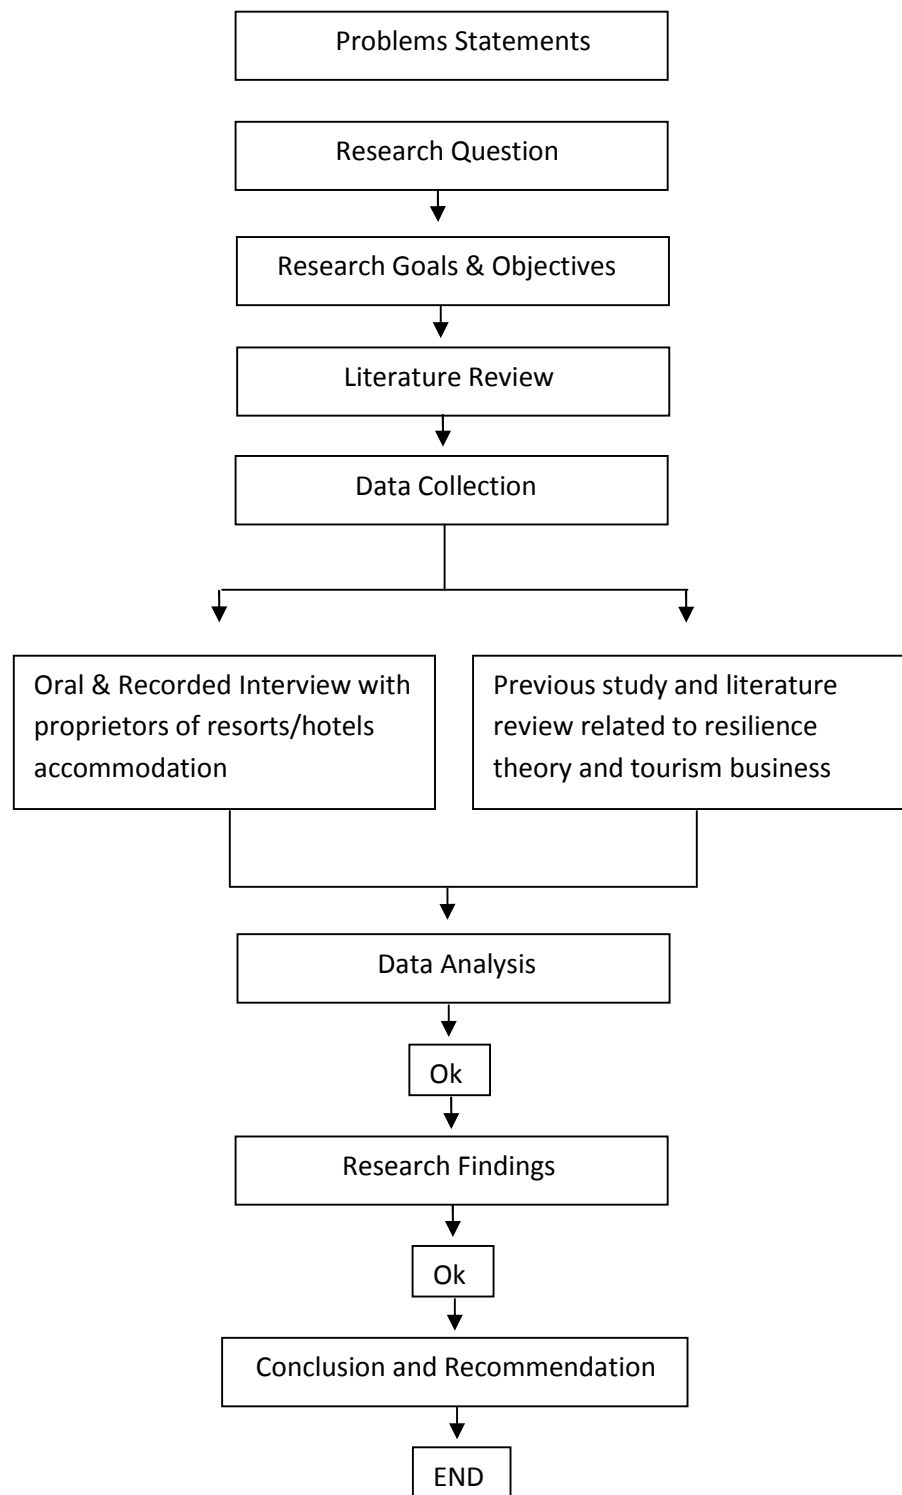 Problems Statements
Research Question
Research Goals & Objectives
Literature Review
Data Collection
Oral & Recorded Interview with
proprietors of resorts/hotels
accommodation
Previous study and literature
review related to resilience
theory and tourism business
Data Analysis
Ok
Research Findings
Ok
Conclusion and Recommendation
END